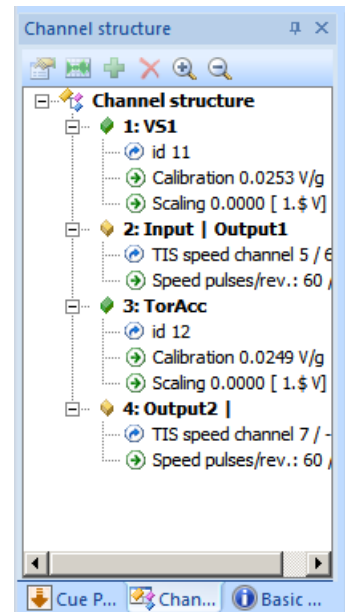 Channel structure
Channel structure
1: VS1
id 11
Calibration 0.0253 V/g
Scaling 0.0000 [ 1.$ V]
2: Input | Output1
TIS speed channel 5 / 6
Speed pulses/rev.: 60 /
3: TorAcc
id 12
Calibration 0.0249 V/g
Scaling 0.0000 [ 1.$ V]
4: Output2 |
TIS speed channel 7 / -
Speed pulses/rev.: 60 /
Cue P... Chan... Basic ...